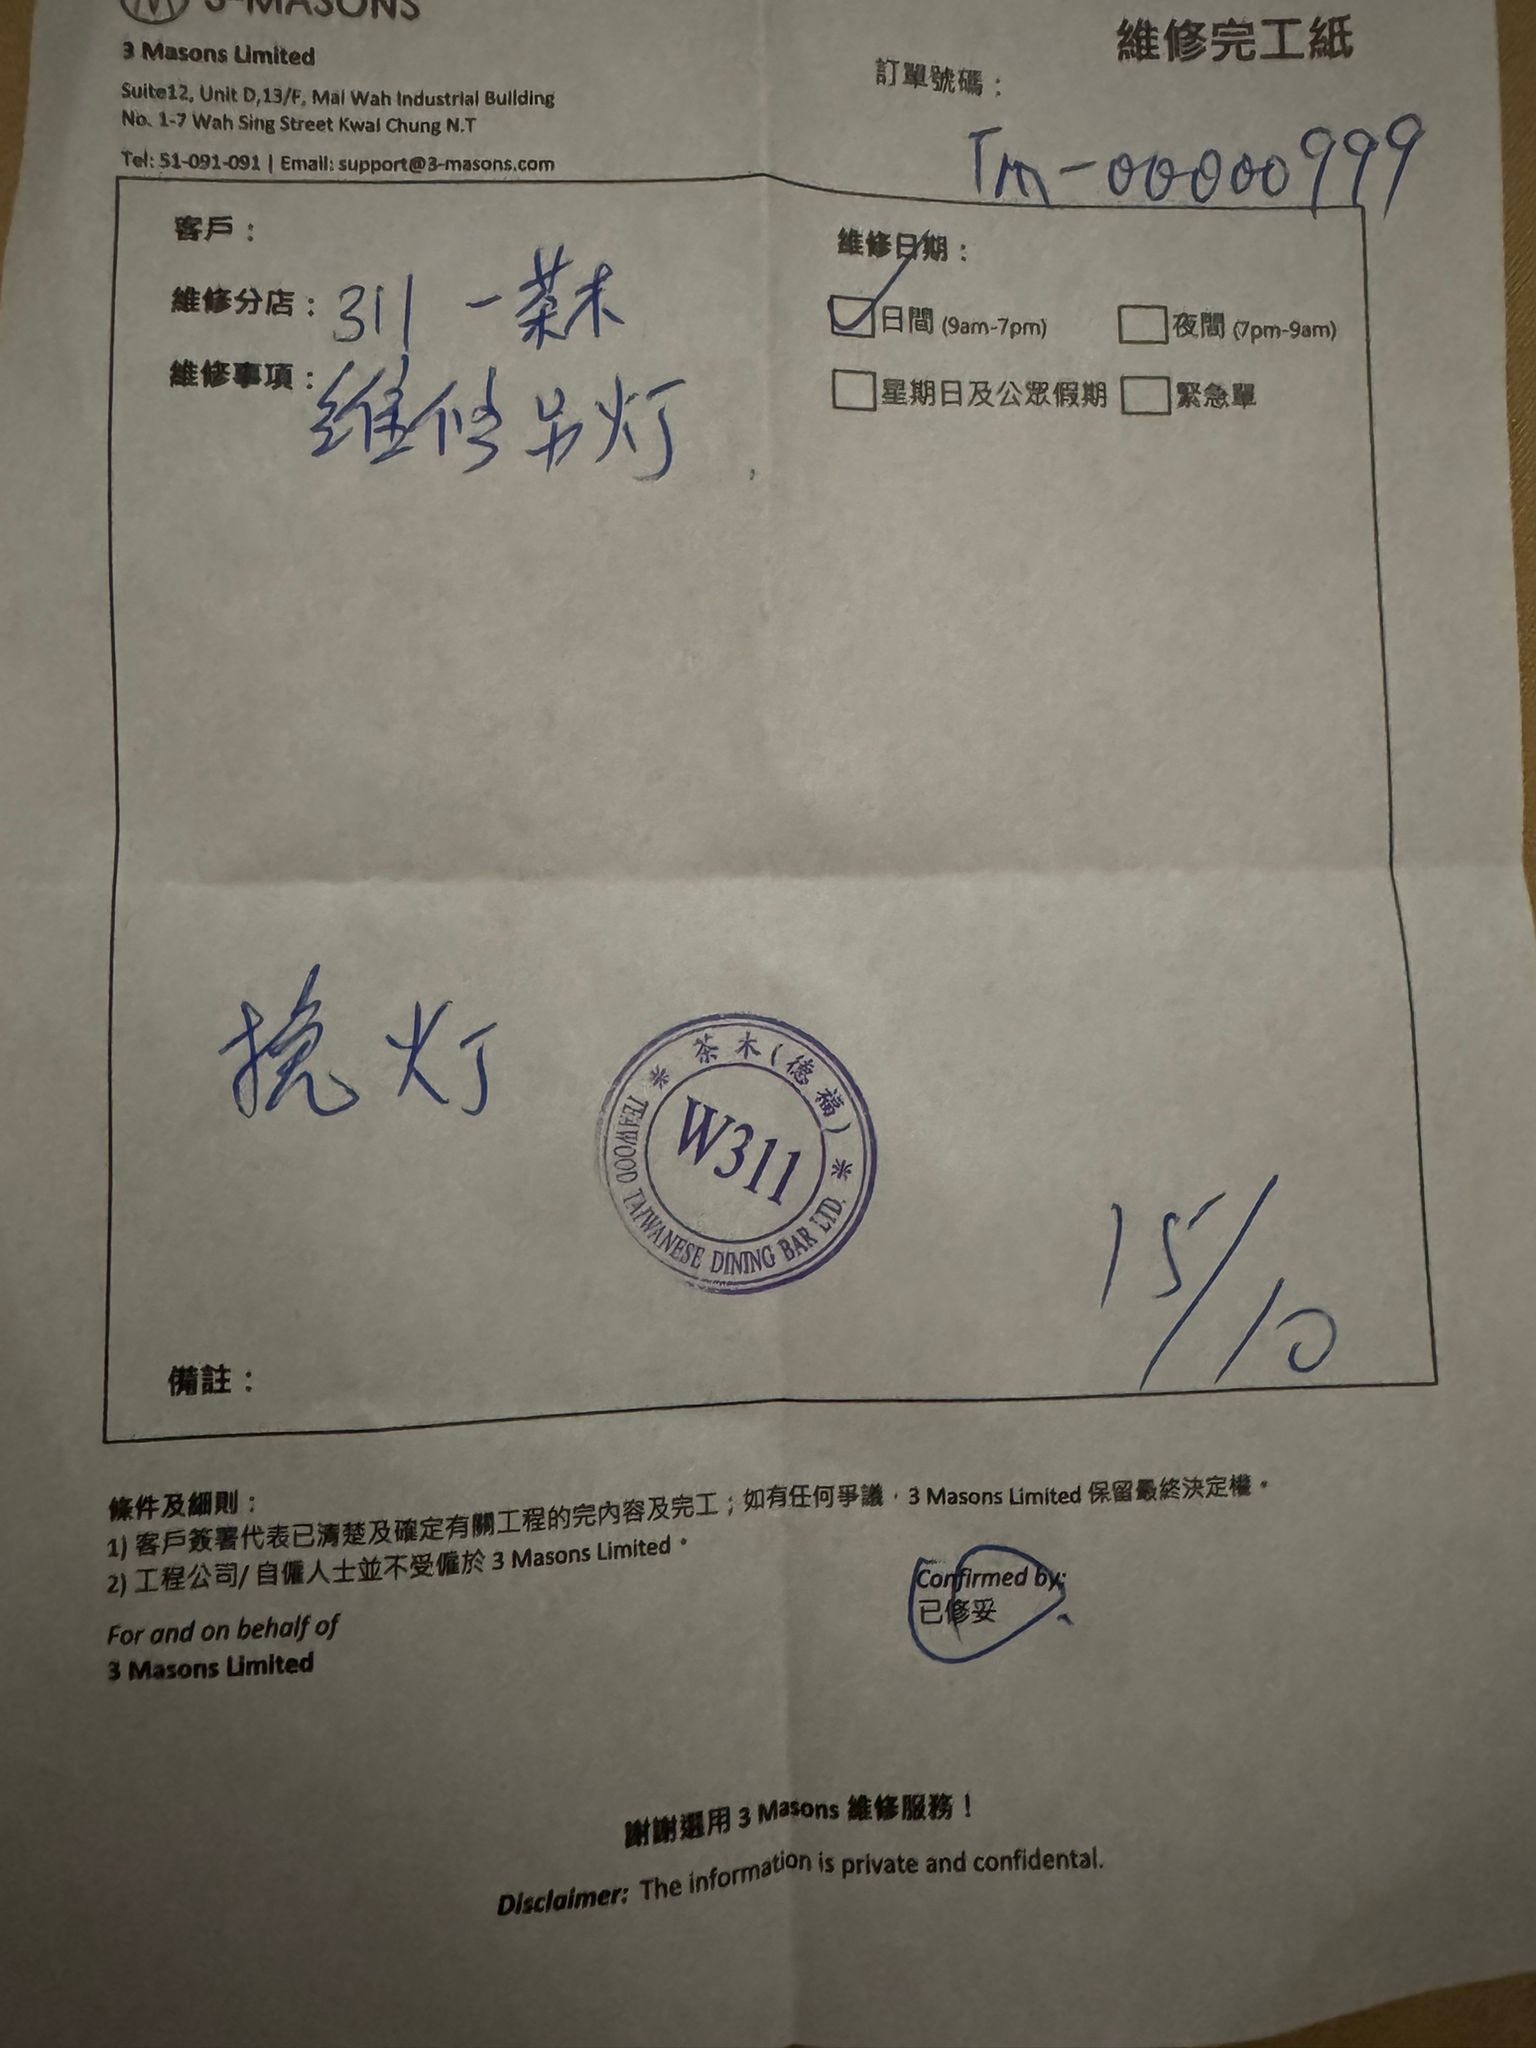 3-MASONS
3 Masons Limited
Suite12, Unit D,13/F, Mai Wah Industrial Building
No. 1-7 Wah Sing Street Kwai Chung N.T
Tel: 51-091-091 | Email: support@3-masons.com
維修完工紙
訂單號碼：
Tm-00000999
客戶：
維修分店：311 一茶木
維修事項：維修吊灯
維修日期：
日間 (9am-7pm) 夜間 (7pm-9am)
星期日及公眾假期 緊急單
灯
茶木(德福)
W311
TEAWOOD TAIWANESE DINING BAR LTD.
15/10
備註：
條件及細則：
1) 客戶簽署代表已清楚及確定有關工程的完內容及完工；如有任何爭議，3 Masons Limited 保留最終決定權。
2) 工程公司/ 自僱人士並不受僱於 3 Masons Limited。
For and on behalf of
3 Masons Limited
Confirmed by:
已修妥
謝謝選用 3 Masons 維修服務！
Disclaimer: The information is private and confidental.